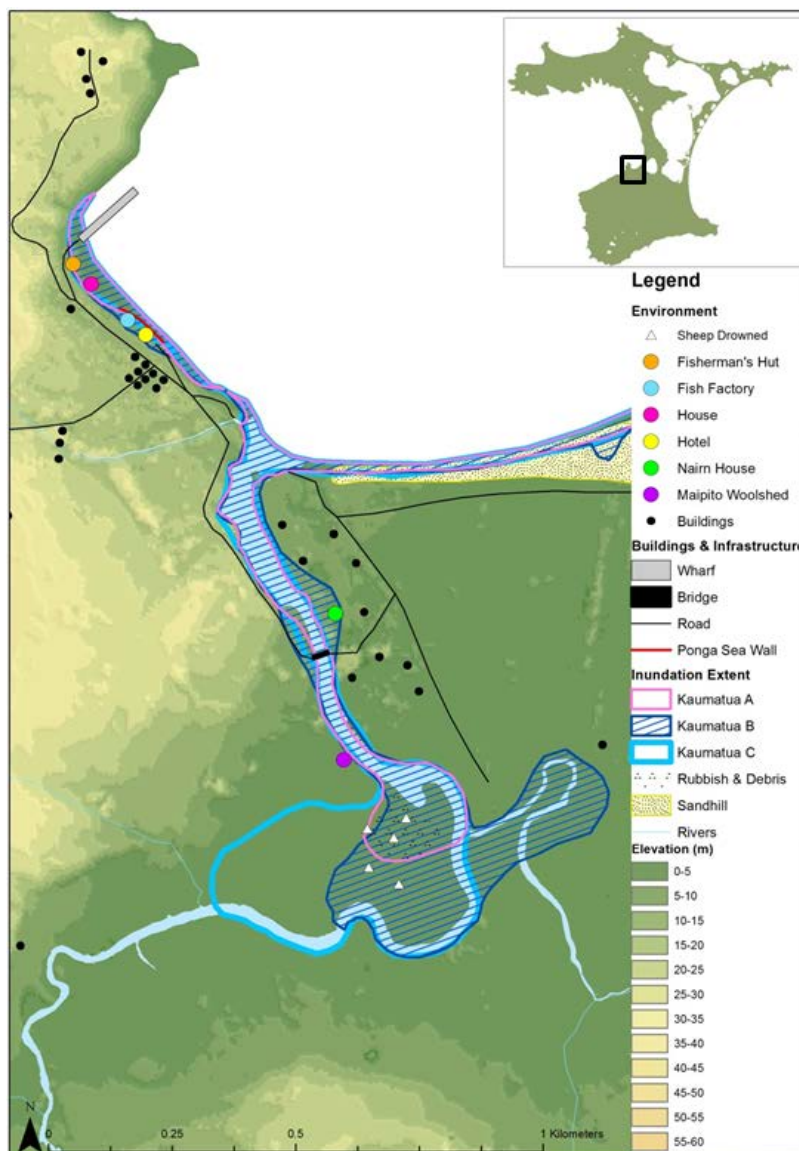 Legend
Environment
Sheep Drowned
Fisherman's Hut
Fish Factory
House
Hotel
Nairn House
Maipito Woolshed
Buildings
Buildings & Infrastructure
Wharf
Bridge
Road
Ponga Sea Wall
Inundation Extent
Kaumatua A
Kaumatua B
Kaumatua C
Rubbish & Debris
Sandhill
Rivers
Elevation (m)
0-5
5-10
10-15
15-20
20-25
25-30
30-35
35-40
40-45
45-50
50-55
55-60
N
0 0.25 0.5 1 Kilometers